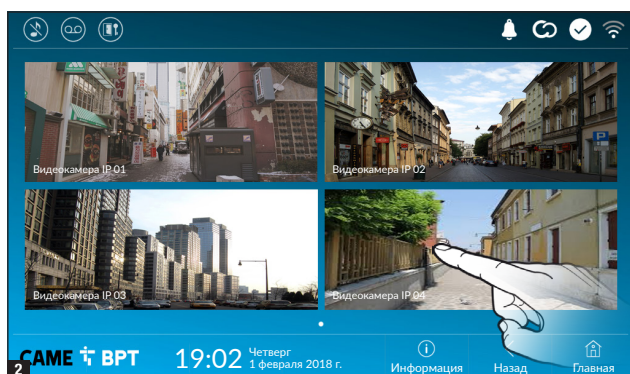 Видеокамера IP 01
Видеокамера IP 02
Видеокамера IP 03
Видеокамера IP 04
CAME BPT
19:02 Четверг
1 февраля 2018 г.
Информация
Назад
Главная
2
P